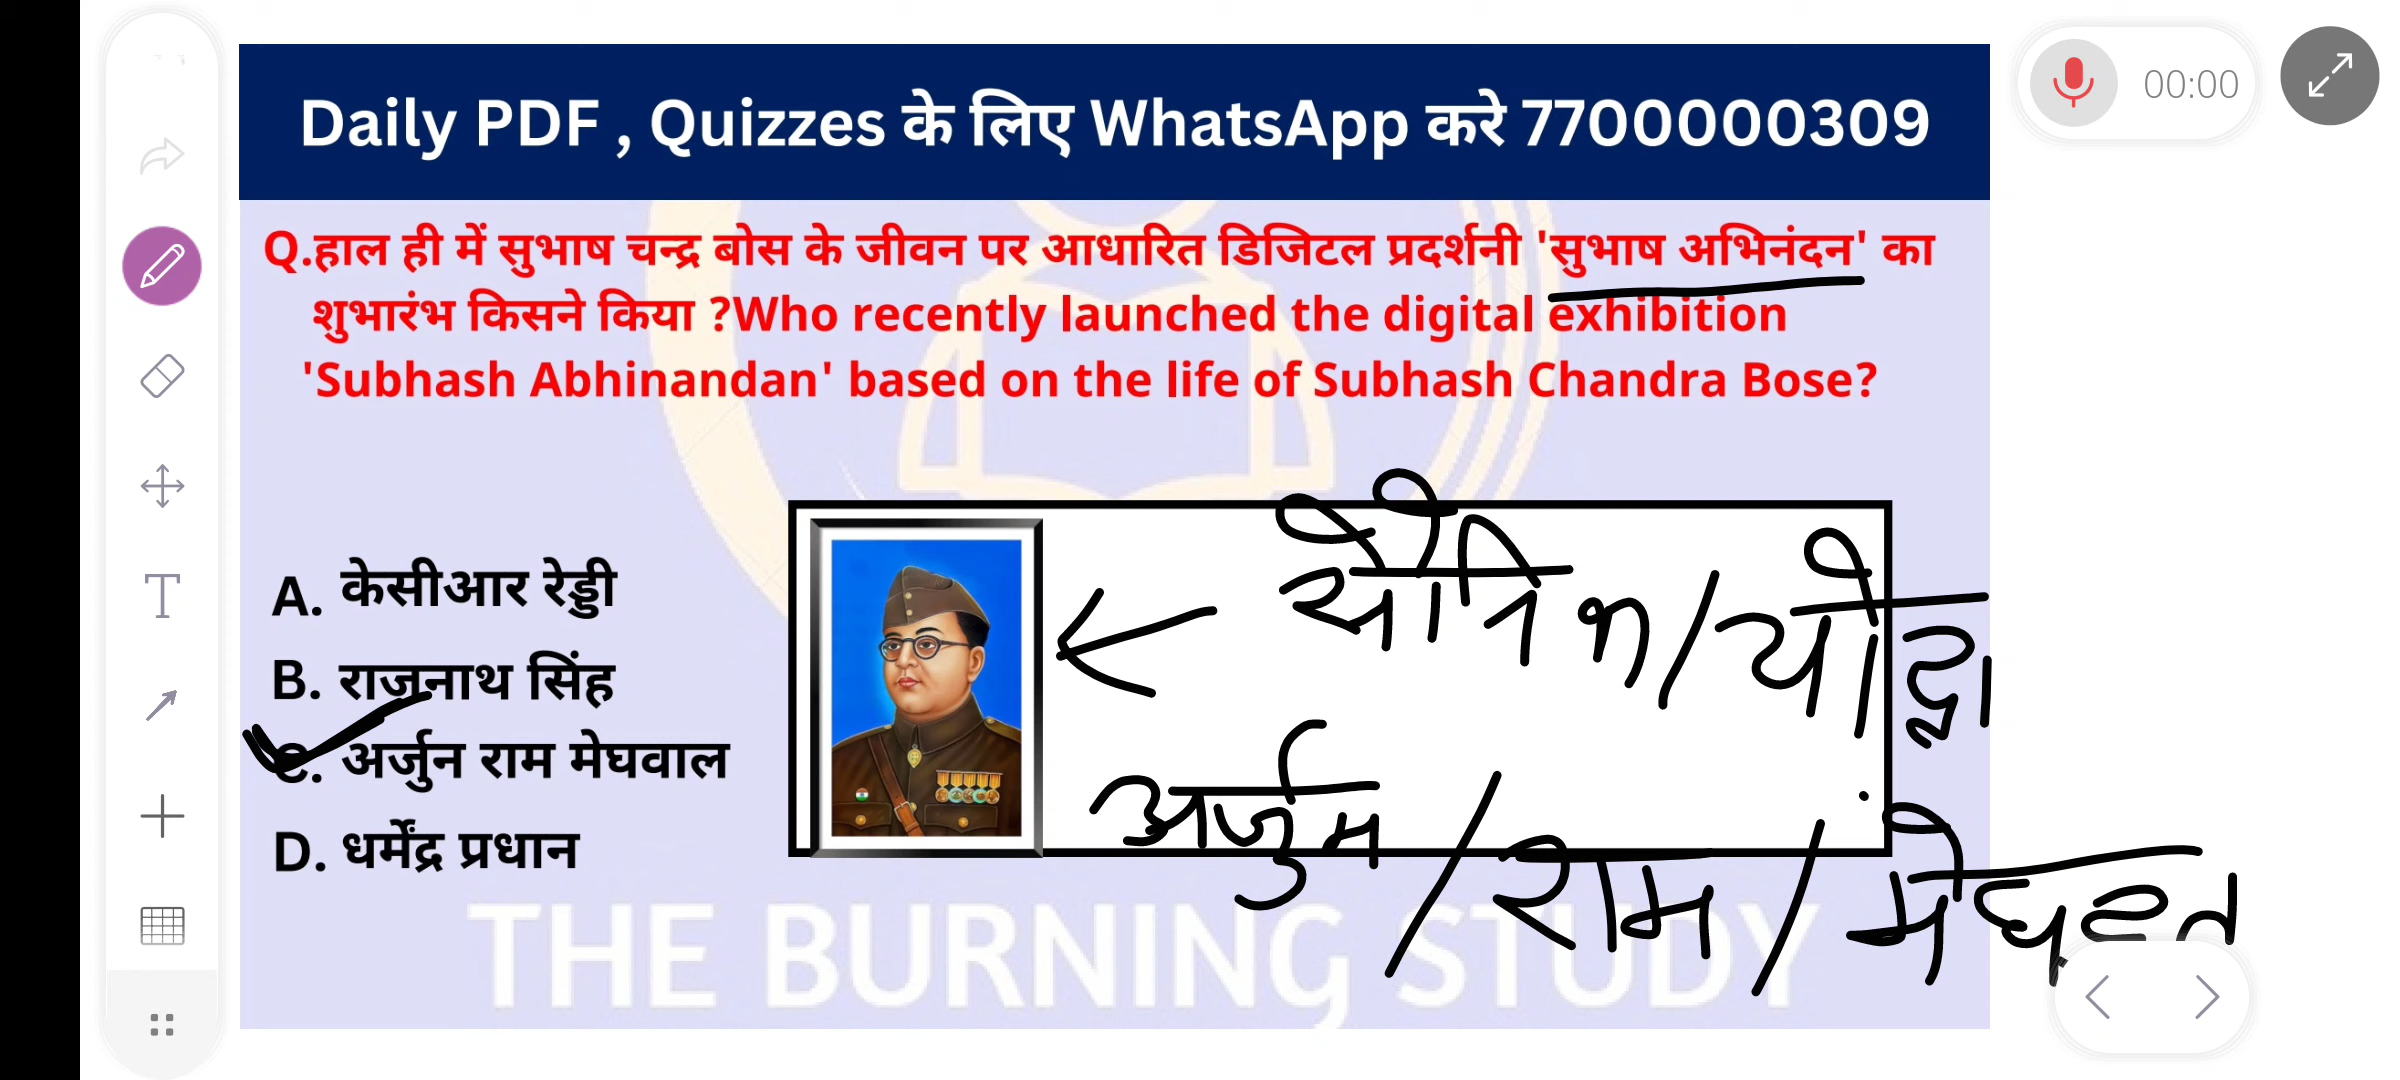 00:00
Daily PDF , Quizzes के लिए WhatsApp करे 7700000309
Q.हाल ही में सुभाष चन्द्र बोस के जीवन पर आधारित डिजिटल प्रदर्शनी 'सुभाष अभिनंदन' का
शुभारंभ किसने किया ?Who recently launched the digital exhibition
'Subhash Abhinandan' based on the life of Subhash Chandra Bose?
A. केसीआर रेड्डी
B. राजनाथ सिंह
C. अर्जुन राम मेघवाल
D. धर्मेंद्र प्रधान
अर्जुन / राम /
THE BURNING STUDY
T